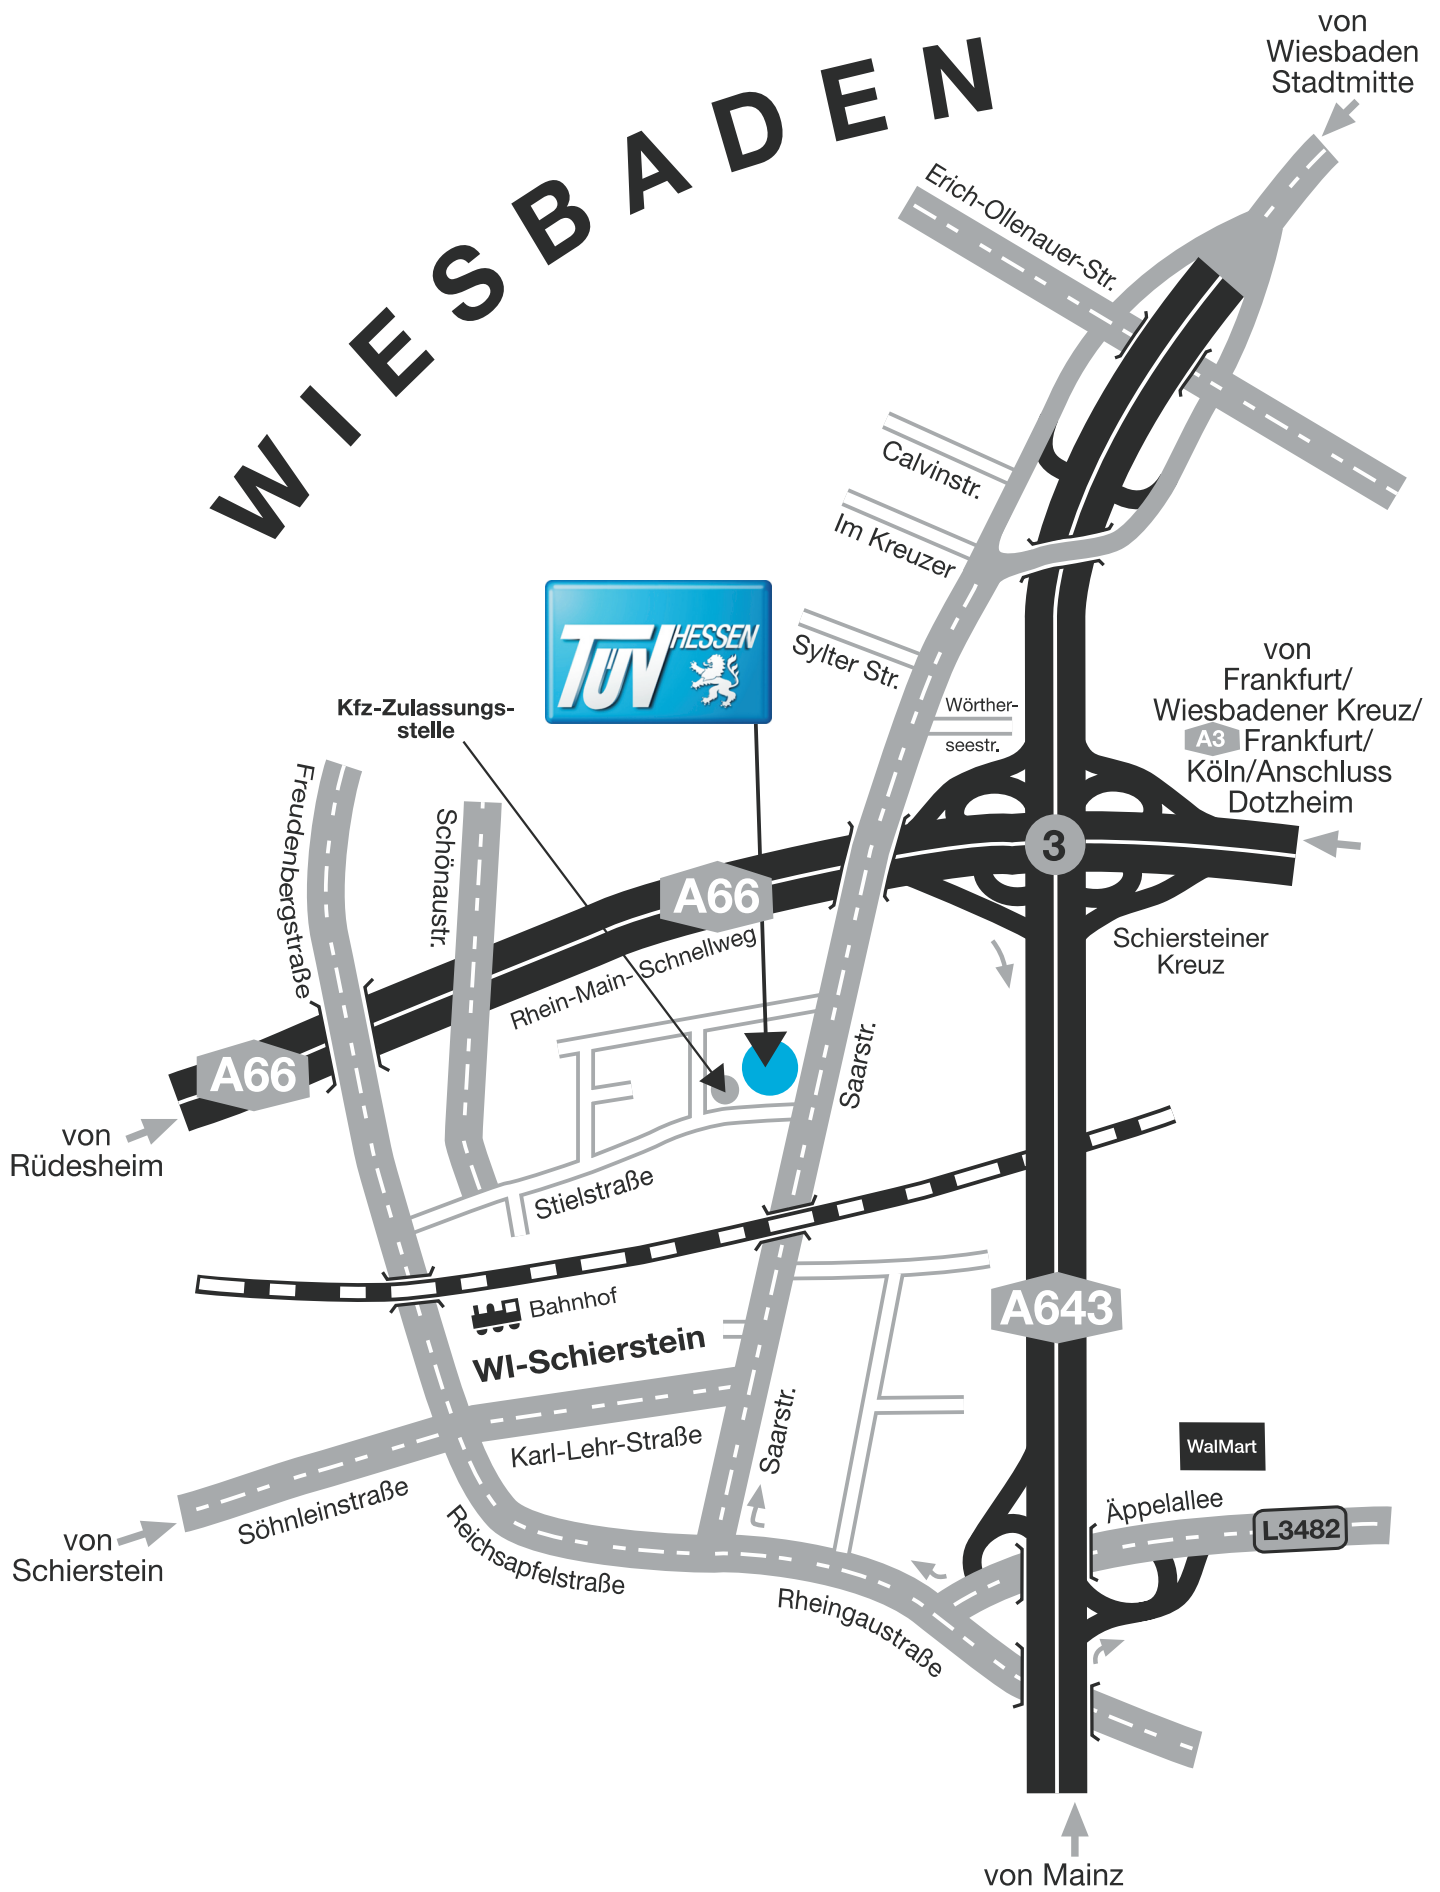 WIESBADEN
von
Wiesbaden
Stadtmitte
Erich-Ollenauer-Str.
Calvinstr.
Im Kreuzer
Sylter Str.
TÜV HESSEN
Kfz-Zulassungs-
stelle
Wörther-
seestr.
von
Frankfurt/
Wiesbadener Kreuz/
A3 Frankfurt/
Köln/Anschluss
Dotzheim
3
Freudenbergstraße
Schönaustr.
A66
Rhein-Main-Schnellweg
Schiersteiner
Kreuz
A66
Saarstr.
von
Rüdesheim
Stielstraße
Bahnhof
WI-Schierstein
A643
Karl-Lehr-Straße
Saarstr.
WalMart
Äppelallee
L3482
Söhnleinstraße
von
Schierstein
Reichsapfelstraße
Rheingaustraße
von Mainz